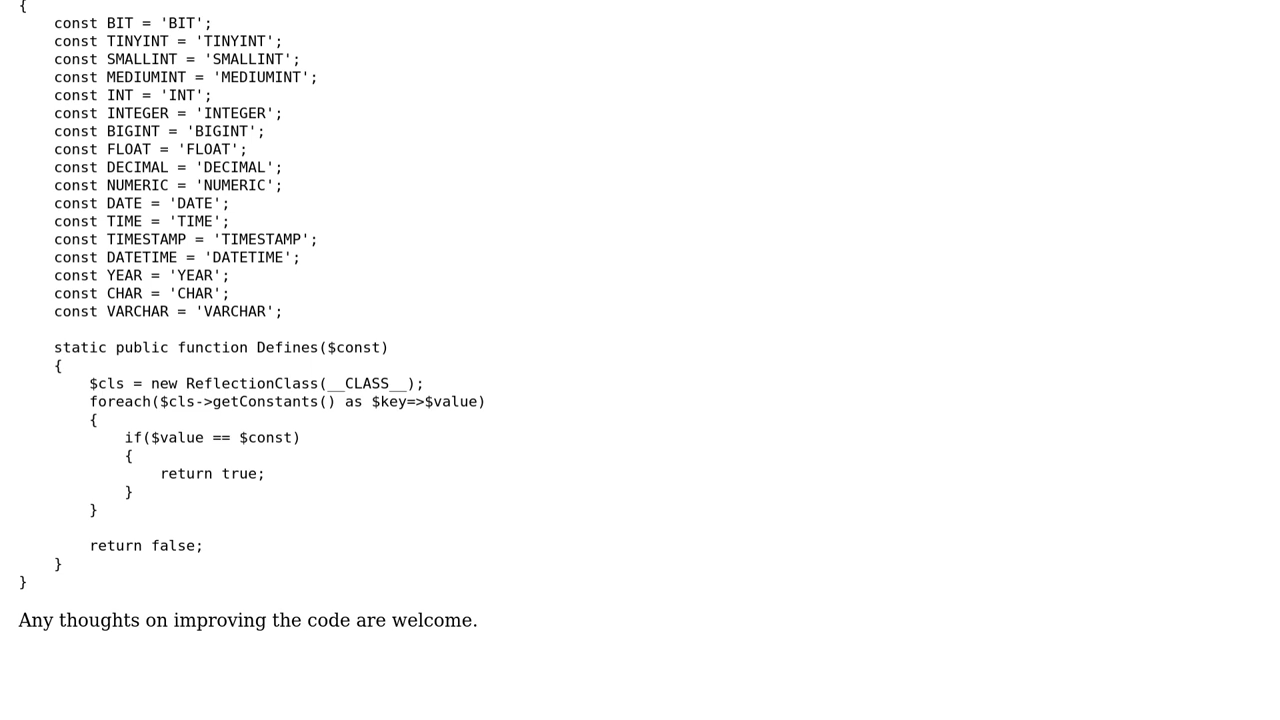 {
    const BIT = 'BIT';
    const TINYINT = 'TINYINT';
    const SMALLINT = 'SMALLINT';
    const MEDIUMINT = 'MEDIUMINT';
    const INT = 'INT';
    const INTEGER = 'INTEGER';
    const BIGINT = 'BIGINT';
    const FLOAT = 'FLOAT';
    const DECIMAL = 'DECIMAL';
    const NUMERIC = 'NUMERIC';
    const DATE = 'DATE';
    const TIME = 'TIME';
    const TIMESTAMP = 'TIMESTAMP';
    const DATETIME = 'DATETIME';
    const YEAR = 'YEAR';
    const CHAR = 'CHAR';
    const VARCHAR = 'VARCHAR';

    static public function Defines($const)
    {
        $cls = new ReflectionClass(__CLASS__);
        foreach($cls->getConstants() as $key=>$value)
        {
            if($value == $const)
            {
                return true;
            }
        }

        return false;
    }
}
Any thoughts on improving the code are welcome.